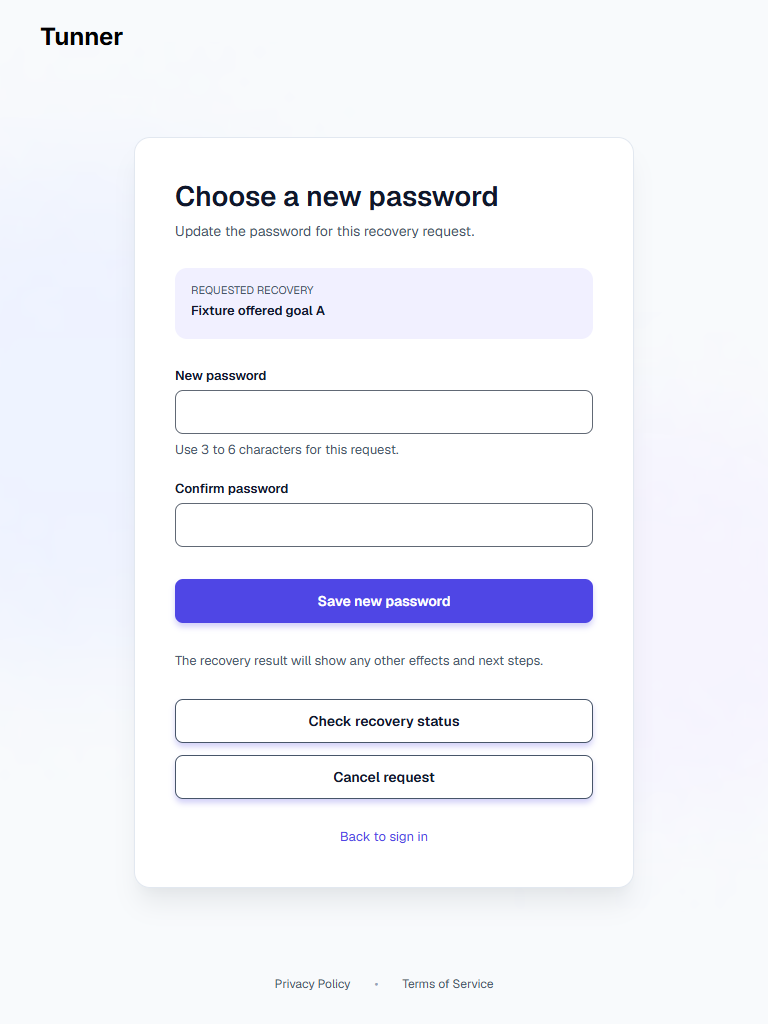 Tunner
Choose a new password
Update the password for this recovery request.
REQUESTED RECOVERY
Fixture offered goal A
New password
Use 3 to 6 characters for this request.
Confirm password
Save new password
The recovery result will show any other effects and next steps.
Check recovery status
Cancel request
Back to sign in
Privacy Policy • Terms of Service